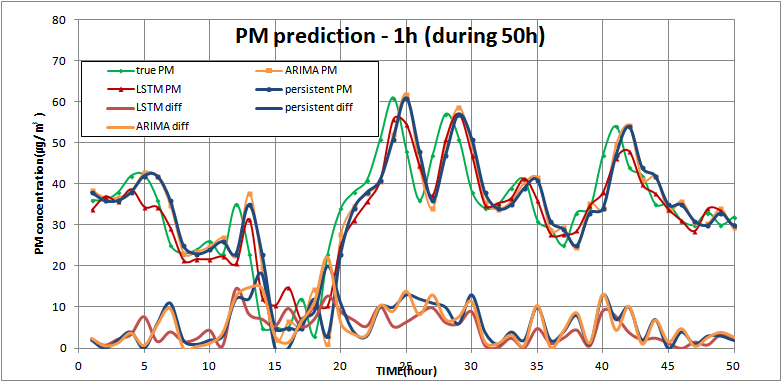 PM prediction - 1h (during 50h)
80
70
60
50
40
30
20
10
0
PM concentration(μg/㎥)
true PM
ARIMA PM
LSTM PM
persistent PM
LSTM diff
persistent diff
ARIMA diff
0 5 10 15 20 25 30 35 40 45 50
TIME(hour)